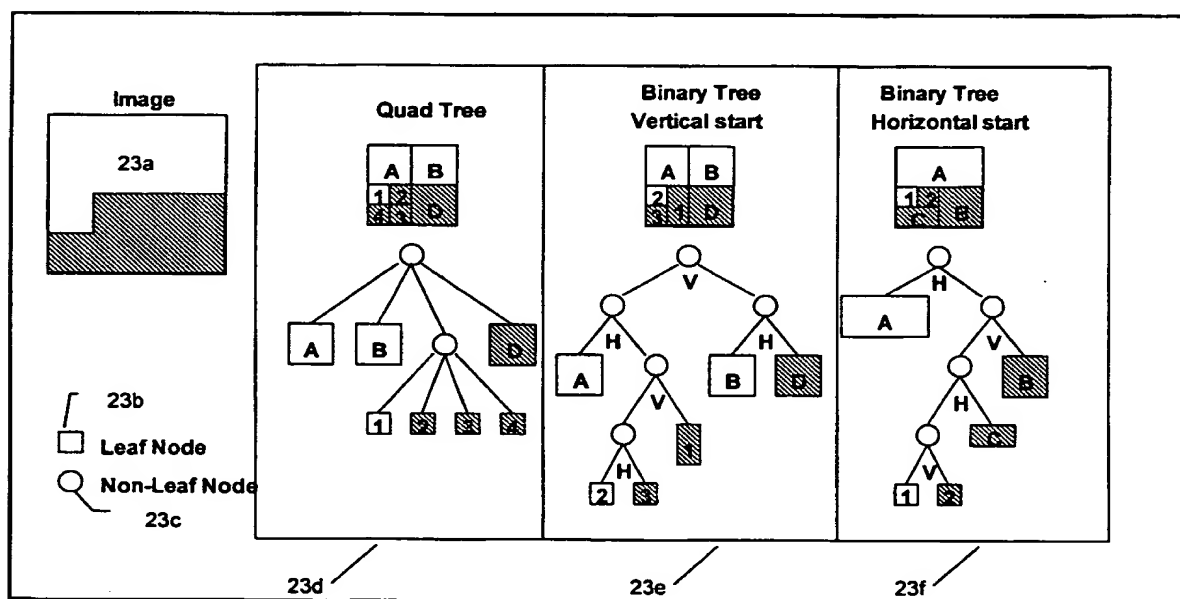 Image
23a
23b
Leaf Node
Non-Leaf Node
23c
Quad Tree
A B
1 2
4 3 D
A B D
1 2 3 4
23d
Binary Tree
Vertical start
A B
2
3 1 D
V
H H
A B D
V
1
H
2 3
23e
Binary Tree
Horizontal start
A
1 2
C B
H
A
V
B
H
C
V
1 2
23f